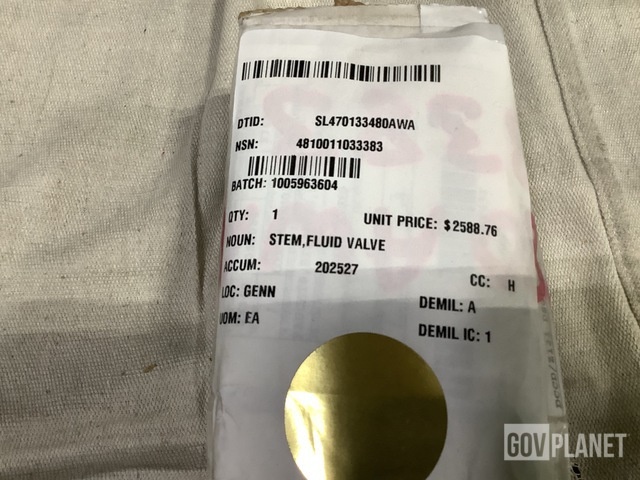 DTID: SL470133480AWA
NSN: 4810011033383
BATCH: 1005963604
QTY: 1 UNIT PRICE: $2588.76
NOUN: STEM,FLUID VALVE
ACCUM: 202527
CC: H
LOC: GENN
DEMIL: A
UOM: EA
DEMIL IC: 1
GOVPLANET